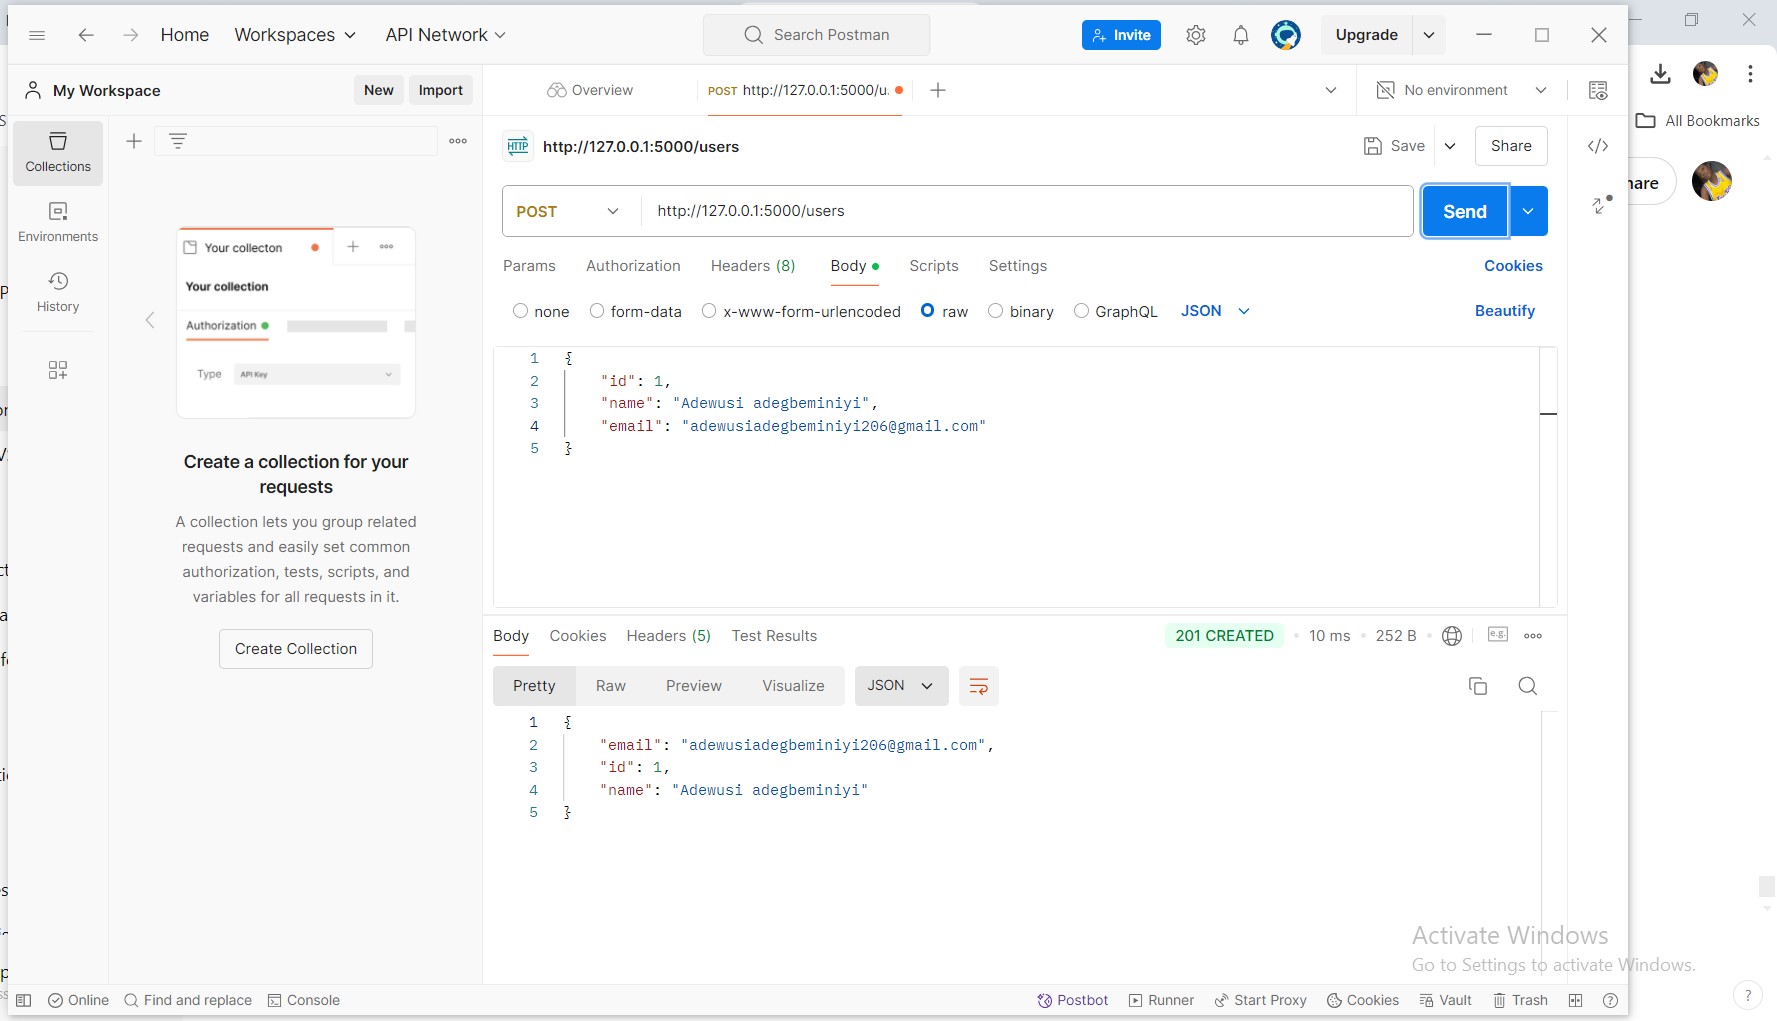 Home
Workspaces
API Network
Search Postman
Invite
Upgrade
My Workspace
New
Import
Overview
POST http://127.0.0.1:5000/u.
No environment
All Bookmarks
Collections
Environments
History
HTTP
http://127.0.0.1:5000/users
Save
Share
POST
http://127.0.0.1:5000/users
Send
Params
Authorization
Headers (8)
Body
Scripts
Settings
Cookies
none
form-data
x-www-form-urlencoded
raw
binary
GraphQL
JSON
Beautify
1 {
2 "id": 1,
3 "name": "Adewusi adegbeminiyi",
4 "email": "adewusiadegbeminiyi206@gmail.com"
5 }
Your collecton
Your collection
Authorization
Type
API Key
Create a collection for your
requests
A collection lets you group related
requests and easily set common
authorization, tests, scripts, and
variables for all requests in it.
Create Collection
Body
Cookies
Headers (5)
Test Results
201 CREATED
10 ms
252 B
e.g.
Pretty
Raw
Preview
Visualize
JSON
1 {
2 "email": "adewusiadegbeminiyi206@gmail.com",
3 "id": 1,
4 "name": "Adewusi adegbeminiyi"
5 }
Activate Windows
Go to Settings to activate Windows.
Online
Find and replace
Console
Postbot
Runner
Start Proxy
Cookies
Vault
Trash
?
?